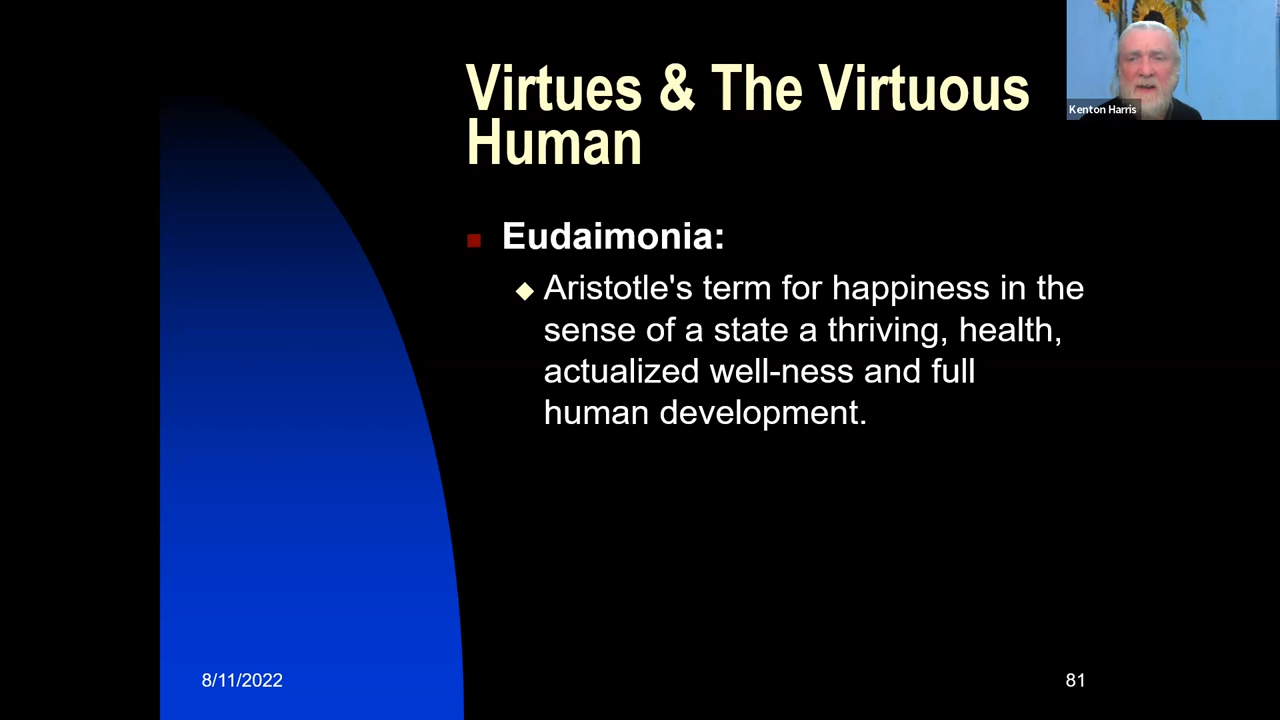 Virtues & The Virtuous
Human
Kenton Harris
Eudaimonia:
Aristotle's term for happiness in the
sense of a state a thriving, health,
actualized well-ness and full
human development.
8/11/2022
81